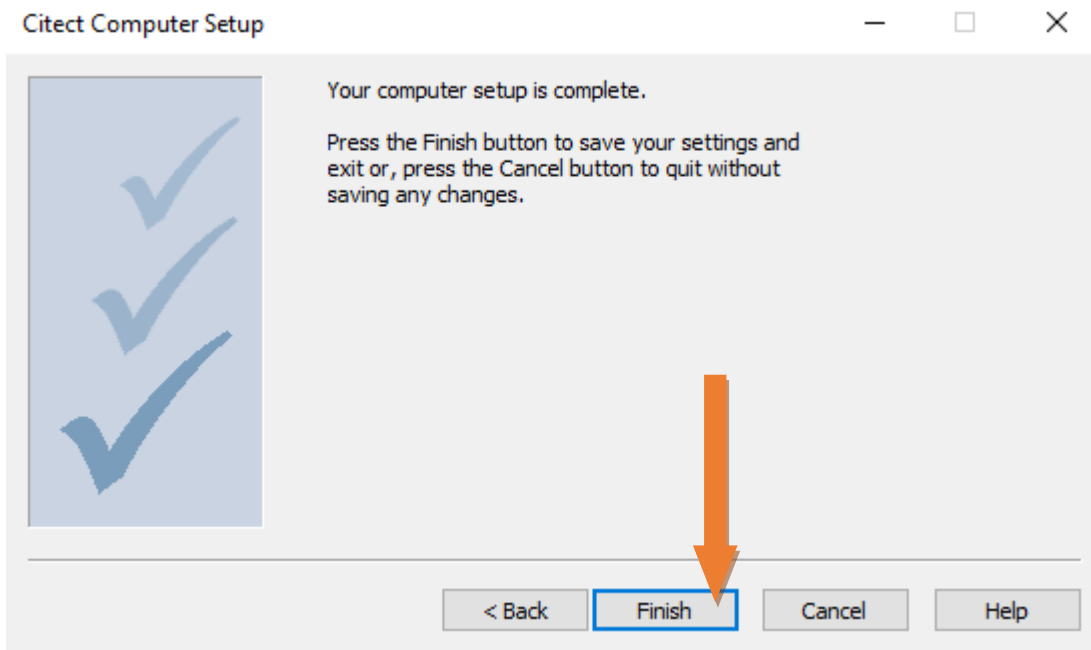 Citect Computer Setup
Your computer setup is complete.
Press the Finish button to save your settings and
exit or, press the Cancel button to quit without
saving any changes.
< Back Finish Cancel Help